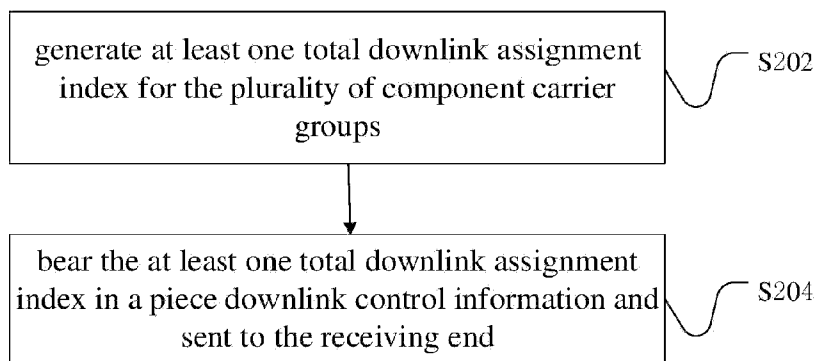 generate at least one total downlink assignment
index for the plurality of component carrier
groups
S202
bear the at least one total downlink assignment
index in a piece downlink control information and
sent to the receiving end
S204